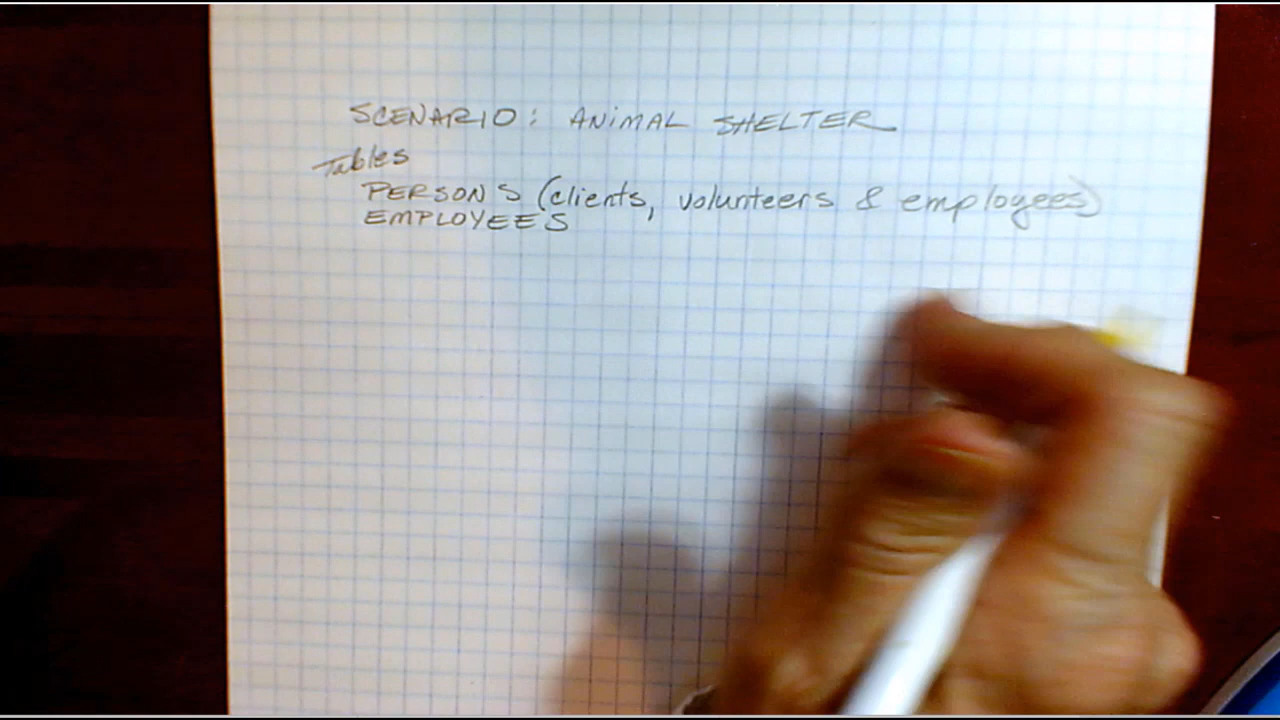 SCENARIO: ANiMAL SHELTER
Tables
PERSONS (clients, volunteers & employees)
EMPLOYEES